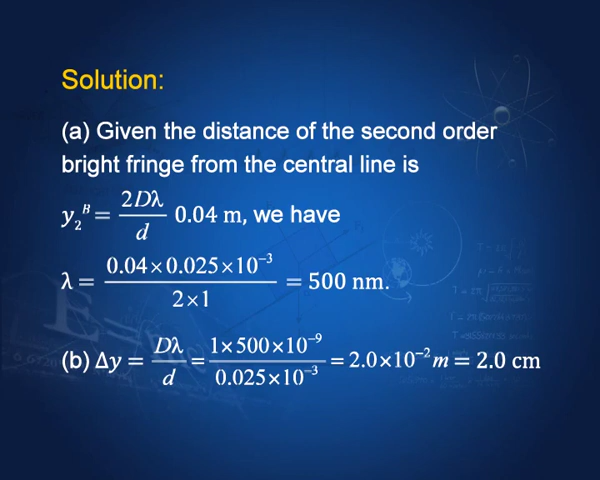 Solution:
(a) Given the distance of the second order
bright fringe from the central line is
y₂ᴮ = 2Dλ/d 0.04 m, we have
λ = 0.04×0.025×10⁻³/2×1 = 500 nm.
(b) Δy = Dλ/d = 1×500×10⁻⁹/0.025×10⁻³ = 2.0×10⁻² m = 2.0 cm